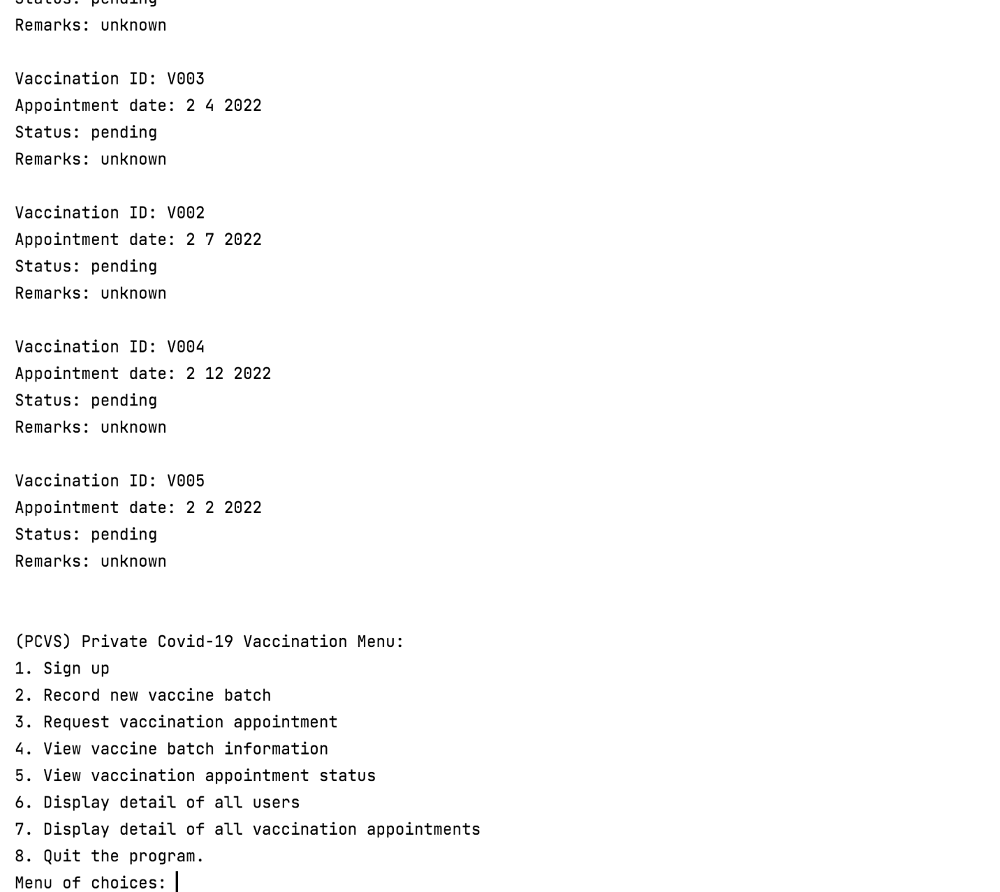 Status: pending
Remarks: unknown
Vaccination ID: V003
Appointment date: 2 4 2022
Status: pending
Remarks: unknown
Vaccination ID: V002
Appointment date: 2 7 2022
Status: pending
Remarks: unknown
Vaccination ID: V004
Appointment date: 2 12 2022
Status: pending
Remarks: unknown
Vaccination ID: V005
Appointment date: 2 2 2022
Status: pending
Remarks: unknown
(PCVS) Private Covid-19 Vaccination Menu:
1. Sign up
2. Record new vaccine batch
3. Request vaccination appointment
4. View vaccine batch information
5. View vaccination appointment status
6. Display detail of all users
7. Display detail of all vaccination appointments
8. Quit the program.
Menu of choices: